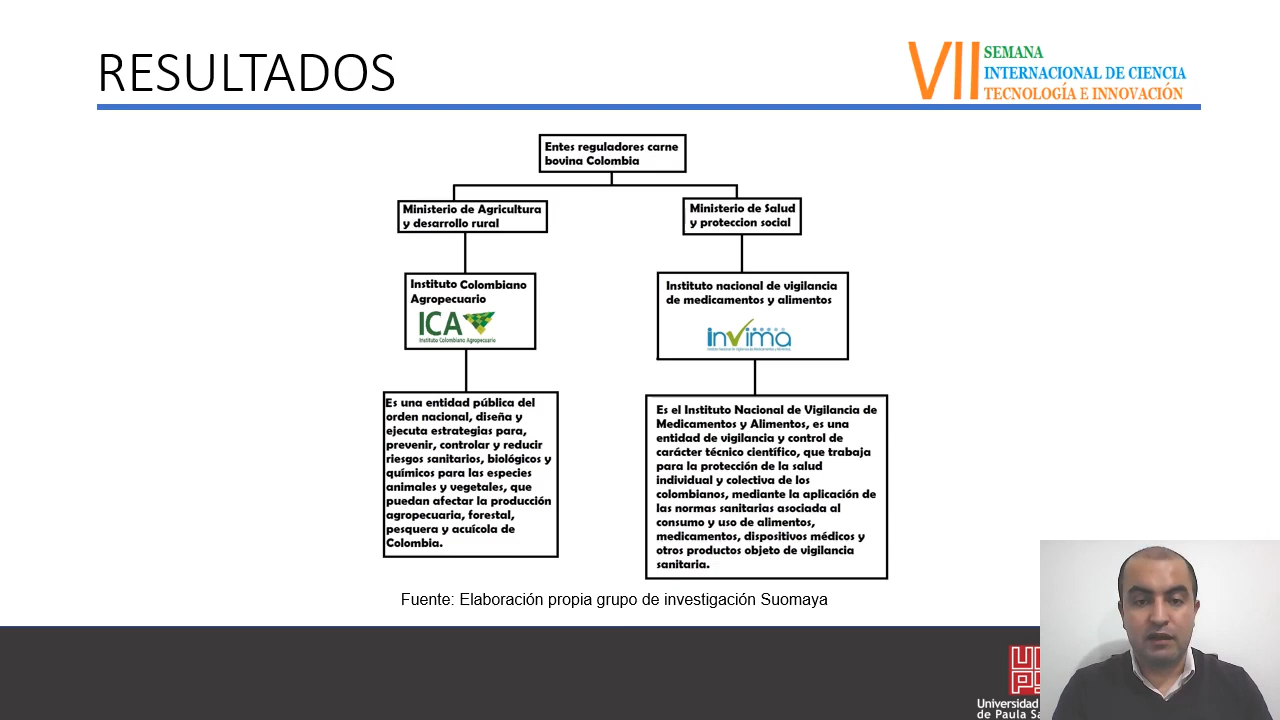 RESULTADOS
VII
SEMANA
INTERNACIONAL DE CIENCIA
TECNOLOGÍA E INNOVACIÓN
Entes reguladores carne
bovina Colombia
Ministerio de Agricultura
y desarrollo rural
Ministerio de Salud
y proteccion social
Instituto Colombiano
Agropecuario
ICA
Instituto Colombiano Agropecuario
Instituto nacional de vigilancia
de medicamentos y alimentos
invima
Es una entidad pública del
orden nacional, diseña y
ejecuta estrategias para,
prevenir, controlar y reducir
riesgos sanitarios, biológicos y
químicos para las especies
animales y vegetales, que
puedan afectar la producción
agropecuaria, forestal,
pesquera y acuícola de
Colombia.
Es el Instituto Nacional de Vigilancia de
Medicamentos y Alimentos, es una
entidad de vigilancia y control de
carácter técnico científico, que trabaja
para la protección de la salud
individual y colectiva de los
colombianos, mediante la aplicación de
las normas sanitarias asociada al
consumo y uso de alimentos,
medicamentos, dispositivos médicos y
otros productos objeto de vigilancia
sanitaria.
Fuente: Elaboración propia grupo de investigación Suomaya
Universidad
de Paula Sa